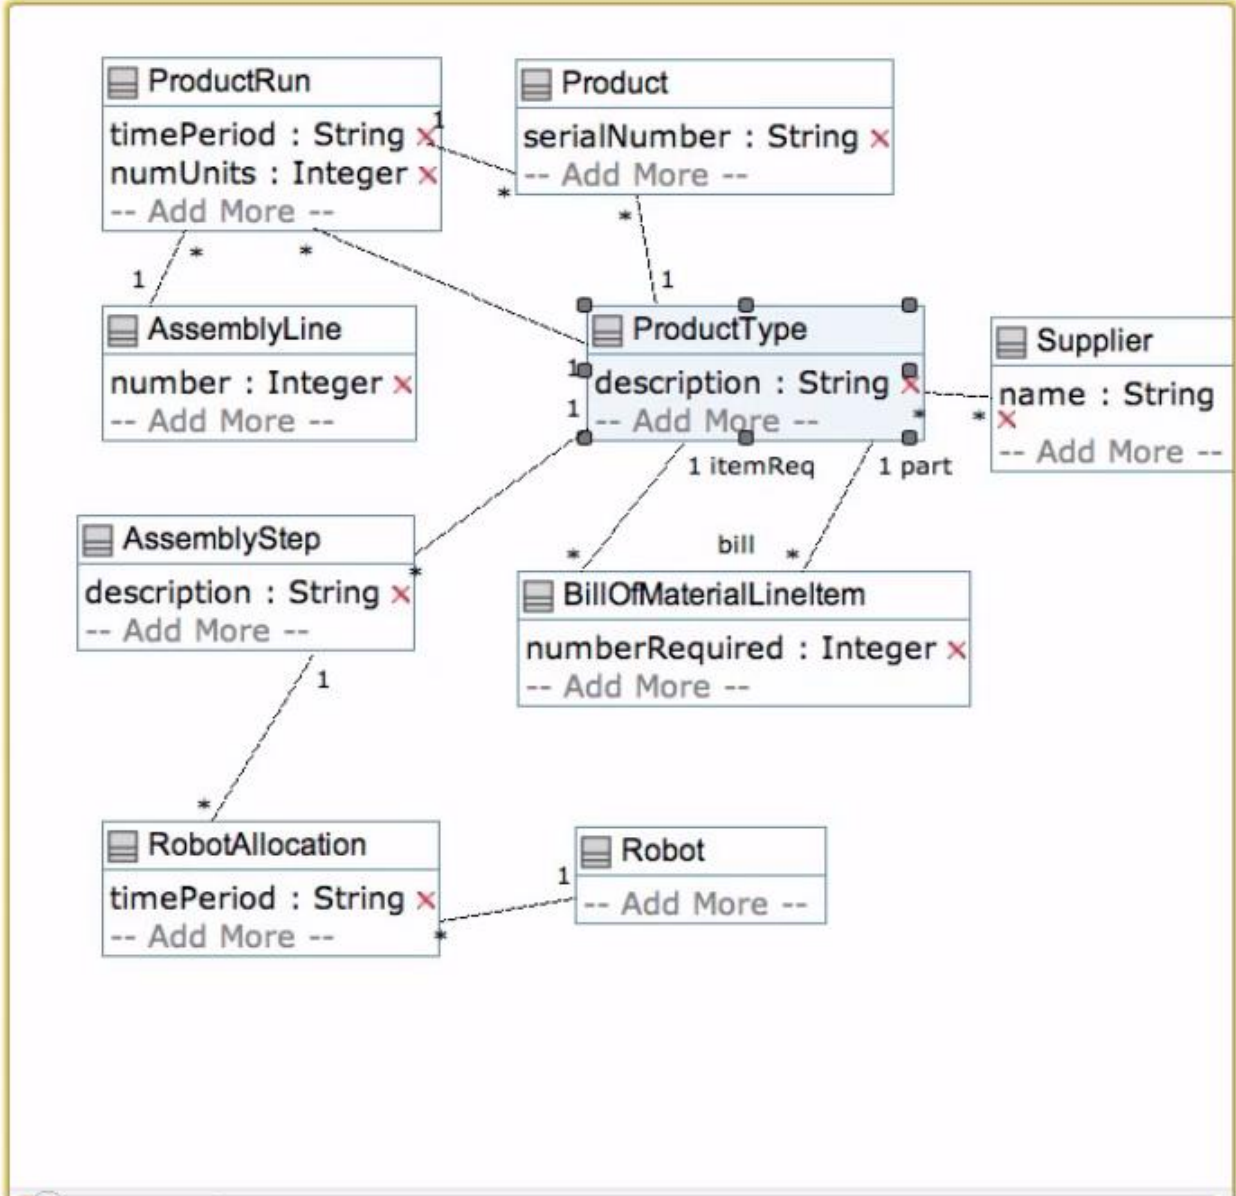 ProductRun
timePeriod : String
numUnits : Integer
-- Add More --
1
*
Product
serialNumber : String
-- Add More --
*
1
*
*
1
AssemblyLine
number : Integer
-- Add More --
ProductType
description : String
-- Add More --
1
1
*
*
Supplier
name : String
-- Add More --
1 itemReq
1 part
*
bill
*
AssemblyStep
description : String
-- Add More --
*
1
BillOfMaterialLineItem
numberRequired : Integer
-- Add More --
*
RobotAllocation
timePeriod : String
-- Add More --
*
1
Robot
-- Add More --